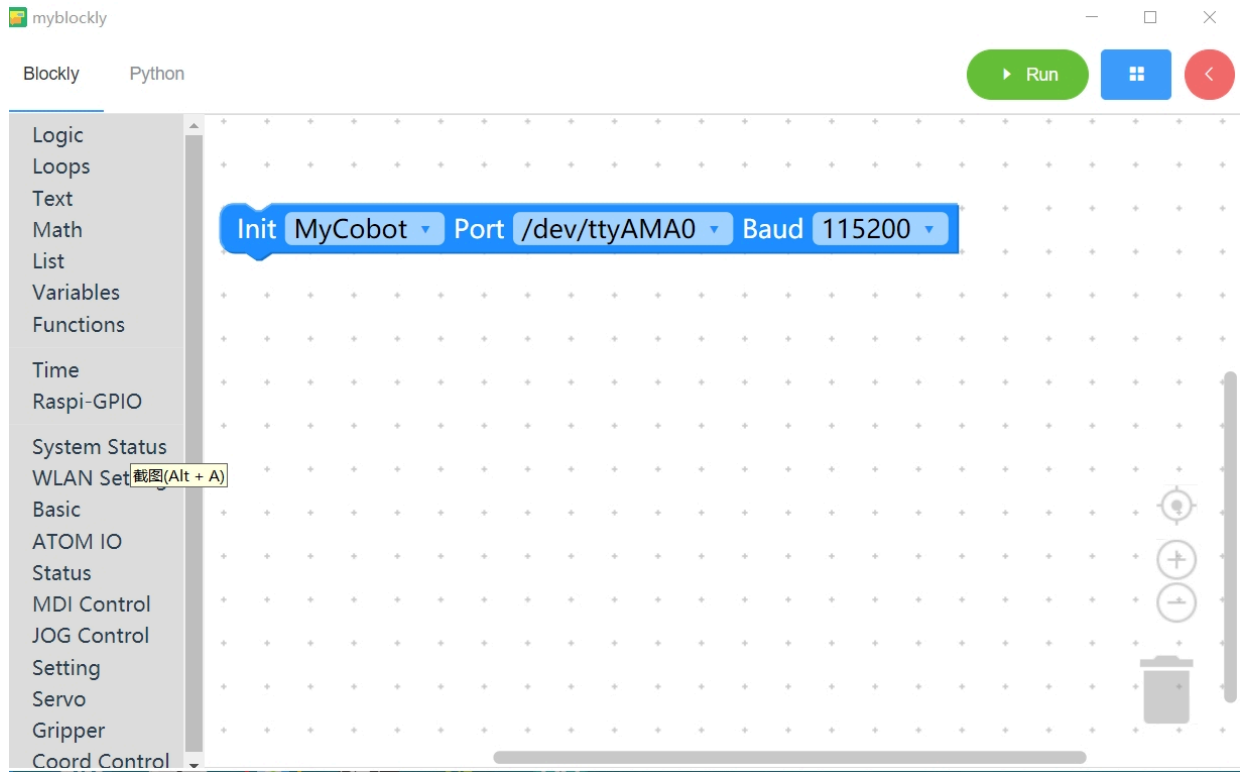 myblockly
Blockly Python Run
Logic
Loops
Text
Math
List
Variables
Functions
Time
Raspi-GPIO
System Status
WLAN
Basic
ATOM IO
Status
MDI Control
JOG Control
Setting
Servo
Gripper
Coord Control
截图(Alt + A)
Init MyCobot Port /dev/ttyAMA0 Baud 115200